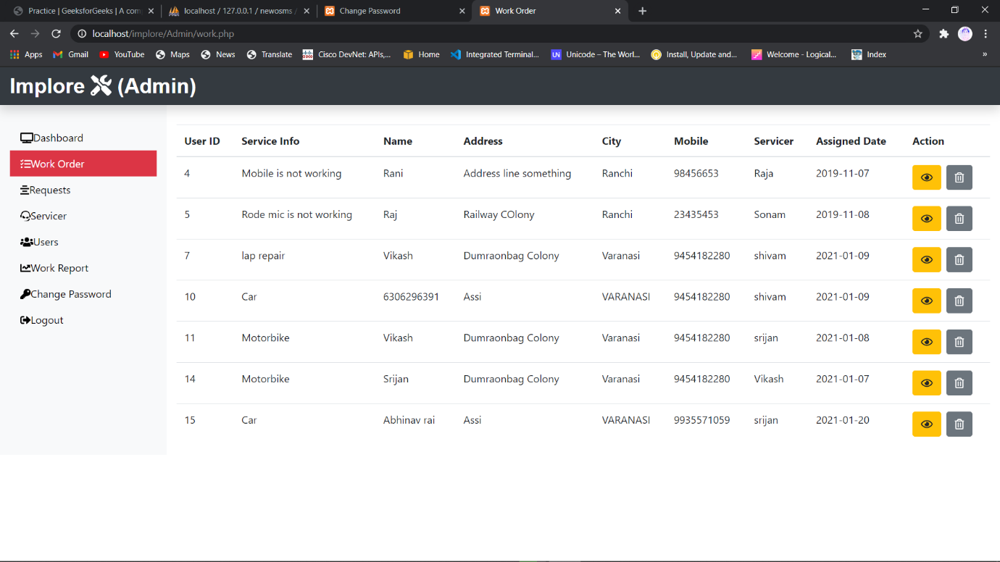 Practice | GeeksforGeeks | A com
localhost / 127.0.0.1 / newosms /
Change Password
Work Order
localhost/implore/Admin/work.php
Apps Gmail YouTube Maps News Translate Cisco DevNet: APIs,... Home Integrated Terminal... Unicode – The Worl... Install, Update and... Welcome - Logical... Index »
Implore (Admin)
Dashboard
Work Order
Requests
Servicer
Users
Work Report
Change Password
Logout
User ID Service Info Name Address City Mobile Servicer Assigned Date Action
4 Mobile is not working Rani Address line something Ranchi 98456653 Raja 2019-11-07
5 Rode mic is not working Raj Railway COlony Ranchi 23435453 Sonam 2019-11-08
7 lap repair Vikash Dumraonbag Colony Varanasi 9454182280 shivam 2021-01-09
10 Car 6306296391 Assi VARANASI 9454182280 shivam 2021-01-09
11 Motorbike Vikash Dumraonbag Colony Varanasi 9454182280 srijan 2021-01-08
14 Motorbike Srijan Dumraonbag Colony Varanasi 9454182280 Vikash 2021-01-07
15 Car Abhinav rai Assi VARANASI 9935571059 srijan 2021-01-20